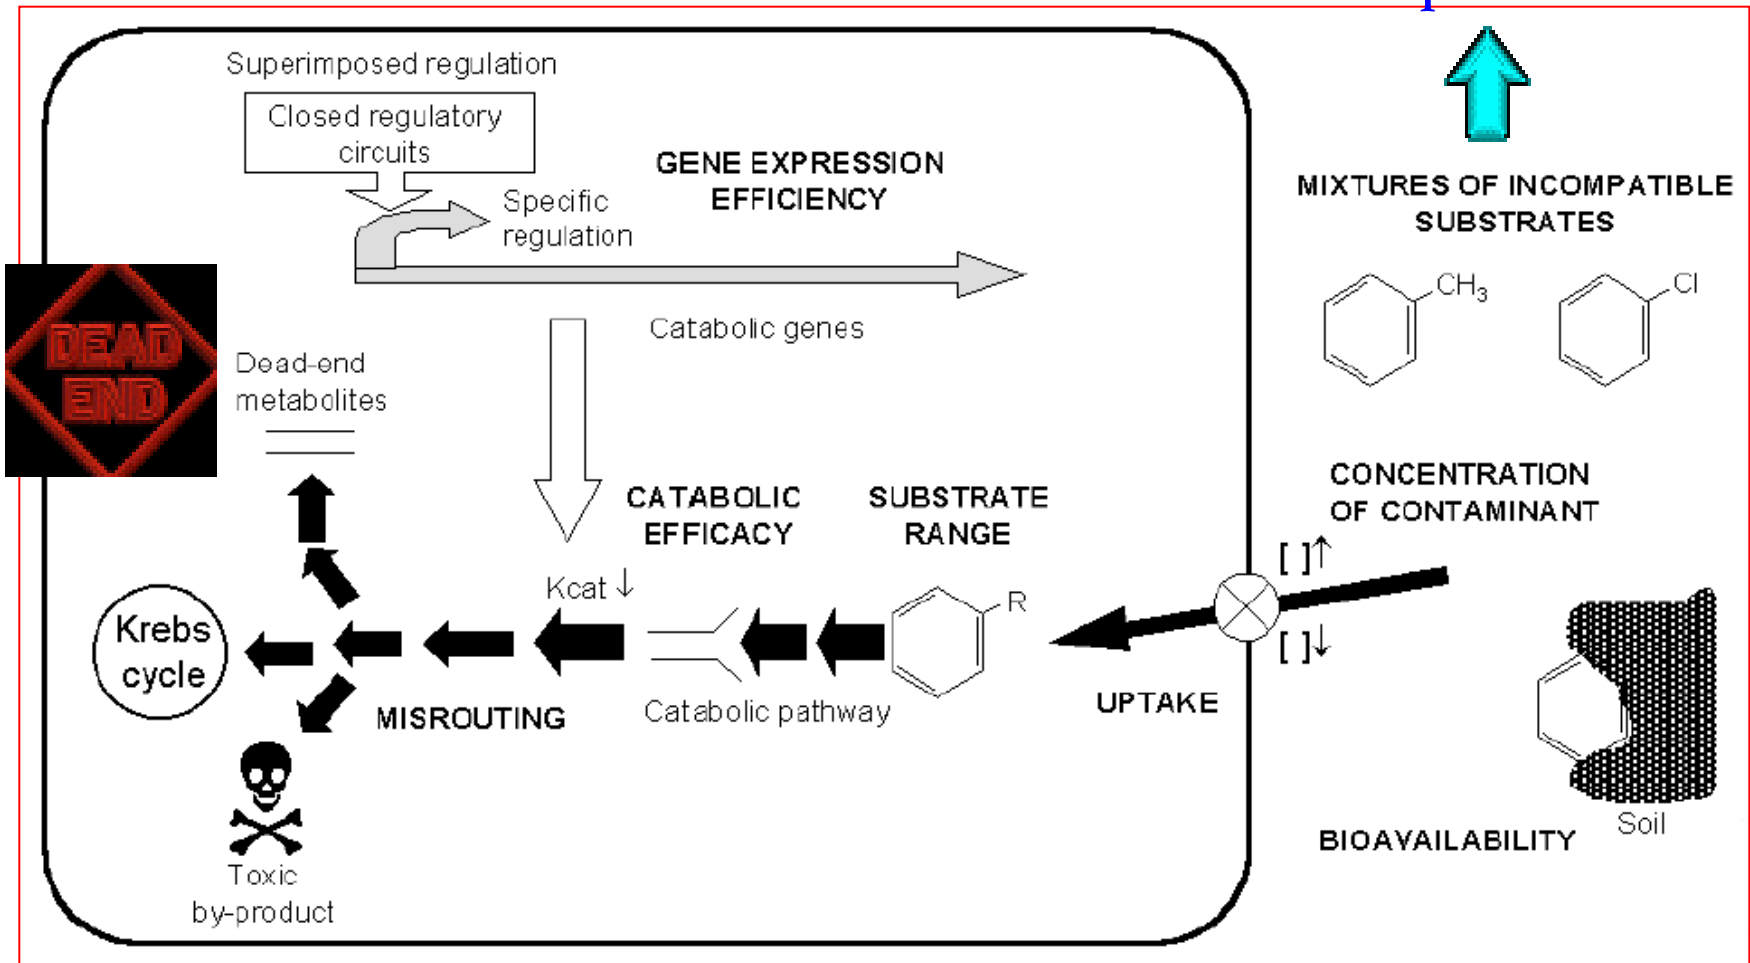 Superimposed regulation
Closed regulatory
circuits
GENE EXPRESSION
EFFICIENCY
Specific
regulation
MIXTURES OF INCOMPATIBLE
SUBSTRATES
CH3
Cl
DEAD
END
Catabolic genes
Dead-end
metabolites
CATABOLIC
EFFICACY
SUBSTRATE
RANGE
CONCENTRATION
OF CONTAMINANT
[ ]↑
Kcat ↓
R
Krebs
cycle
[ ]↓
MISROUTING
Catabolic pathway
UPTAKE
Soil
BIOAVAILABILITY
Toxic
by-product